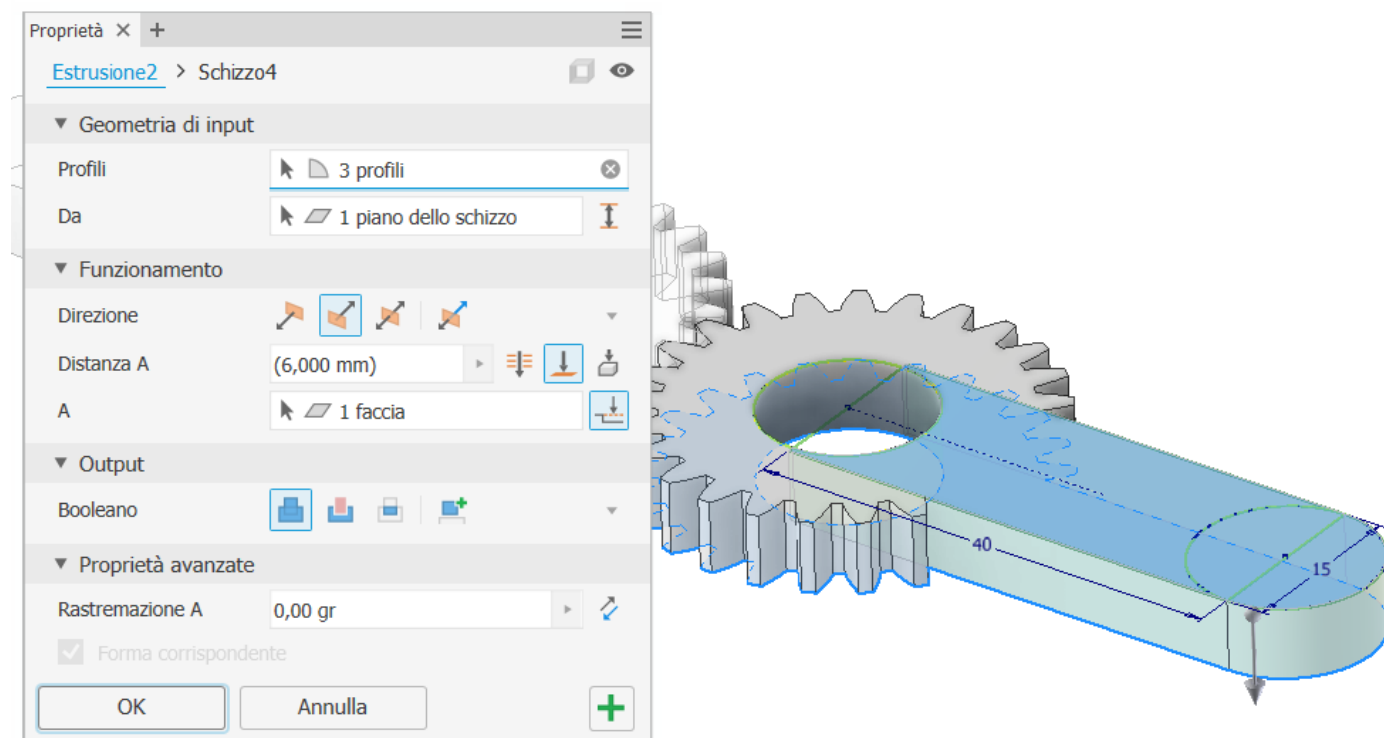 Proprietà
Estrusione2 > Schizzo4
Geometria di input
Profili 3 profili
Da 1 piano dello schizzo
Funzionamento
Direzione
Distanza A (6,000 mm)
A 1 faccia
Output
Booleano
Proprietà avanzate
Rastremazione A 0,00 gr
Forma corrispondente
OK Annulla
40
15